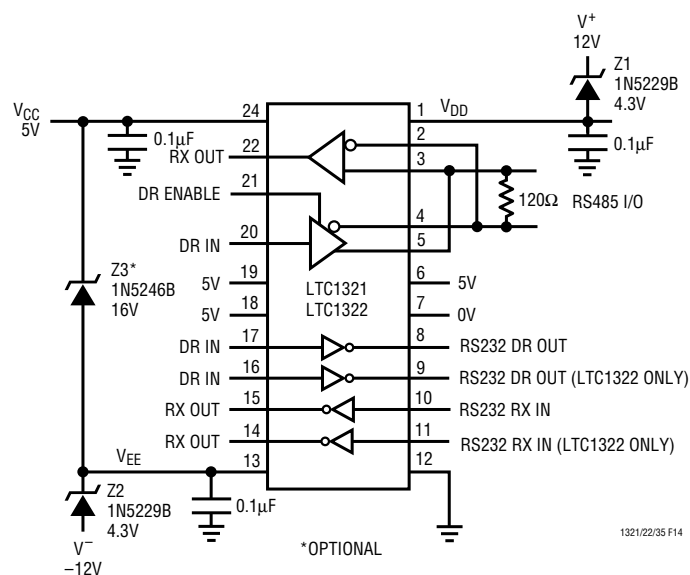 V+
12V
Z1
1N5229B
4.3V
VCC
5V
24
1
VDD
0.1µF
2
0.1µF
RX OUT
22
3
DR ENABLE
21
120Ω
RS485 I/O
4
DR IN
20
5
Z3*
1N5246B
16V
5V
19
LTC1321
LTC1322
6
5V
5V
18
7
0V
DR IN
17
8
RS232 DR OUT
DR IN
16
9
RS232 DR OUT (LTC1322 ONLY)
RX OUT
15
10
RS232 RX IN
RX OUT
14
11
RS232 RX IN (LTC1322 ONLY)
VEE
13
12
Z2
1N5229B
4.3V
0.1µF
V−
–12V
*OPTIONAL
1321/22/35 F14